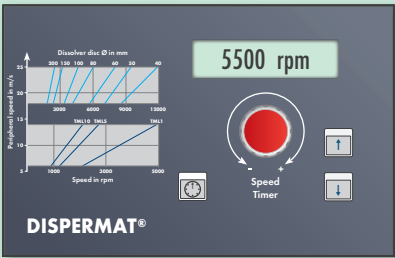 Dissolver disc Ø in mm
200 150 100 80 60 50 40
Peripheral speed in m/s
25
20
15
10
5
3000 6000 9000 12000
TML10 TML5 TML1
1000 3000 5000
Speed in rpm
5500 rpm
- +
Speed
Timer
↑
↓
DISPERMAT®